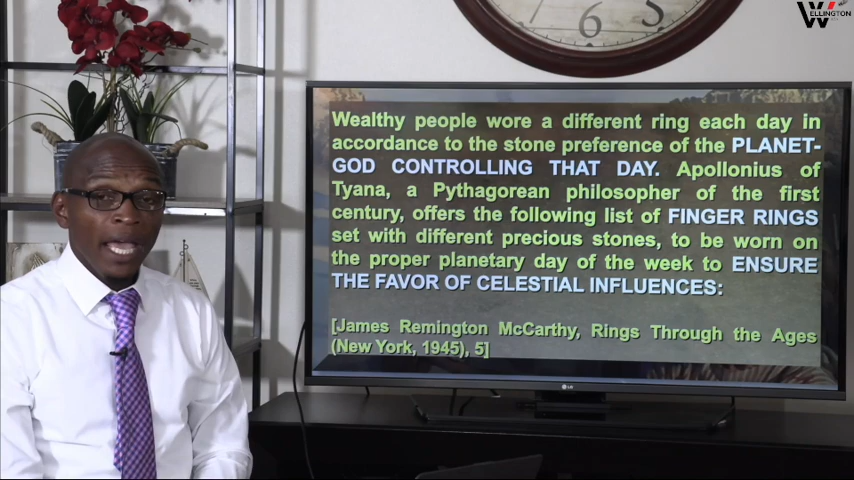 6
5
W
ELLINGTON
Wealthy people wore a different ring each day in
accordance to the stone preference of the PLANET-
GOD CONTROLLING THAT DAY. Apollonius of
Tyana, a Pythagorean philosopher of the first
century, offers the following list of FINGER RINGS
set with different precious stones, to be worn on
the proper planetary day of the week to ENSURE
THE FAVOR OF CELESTIAL INFLUENCES:
[James Remington McCarthy, Rings Through the Ages
(New York, 1945), 5]
LG